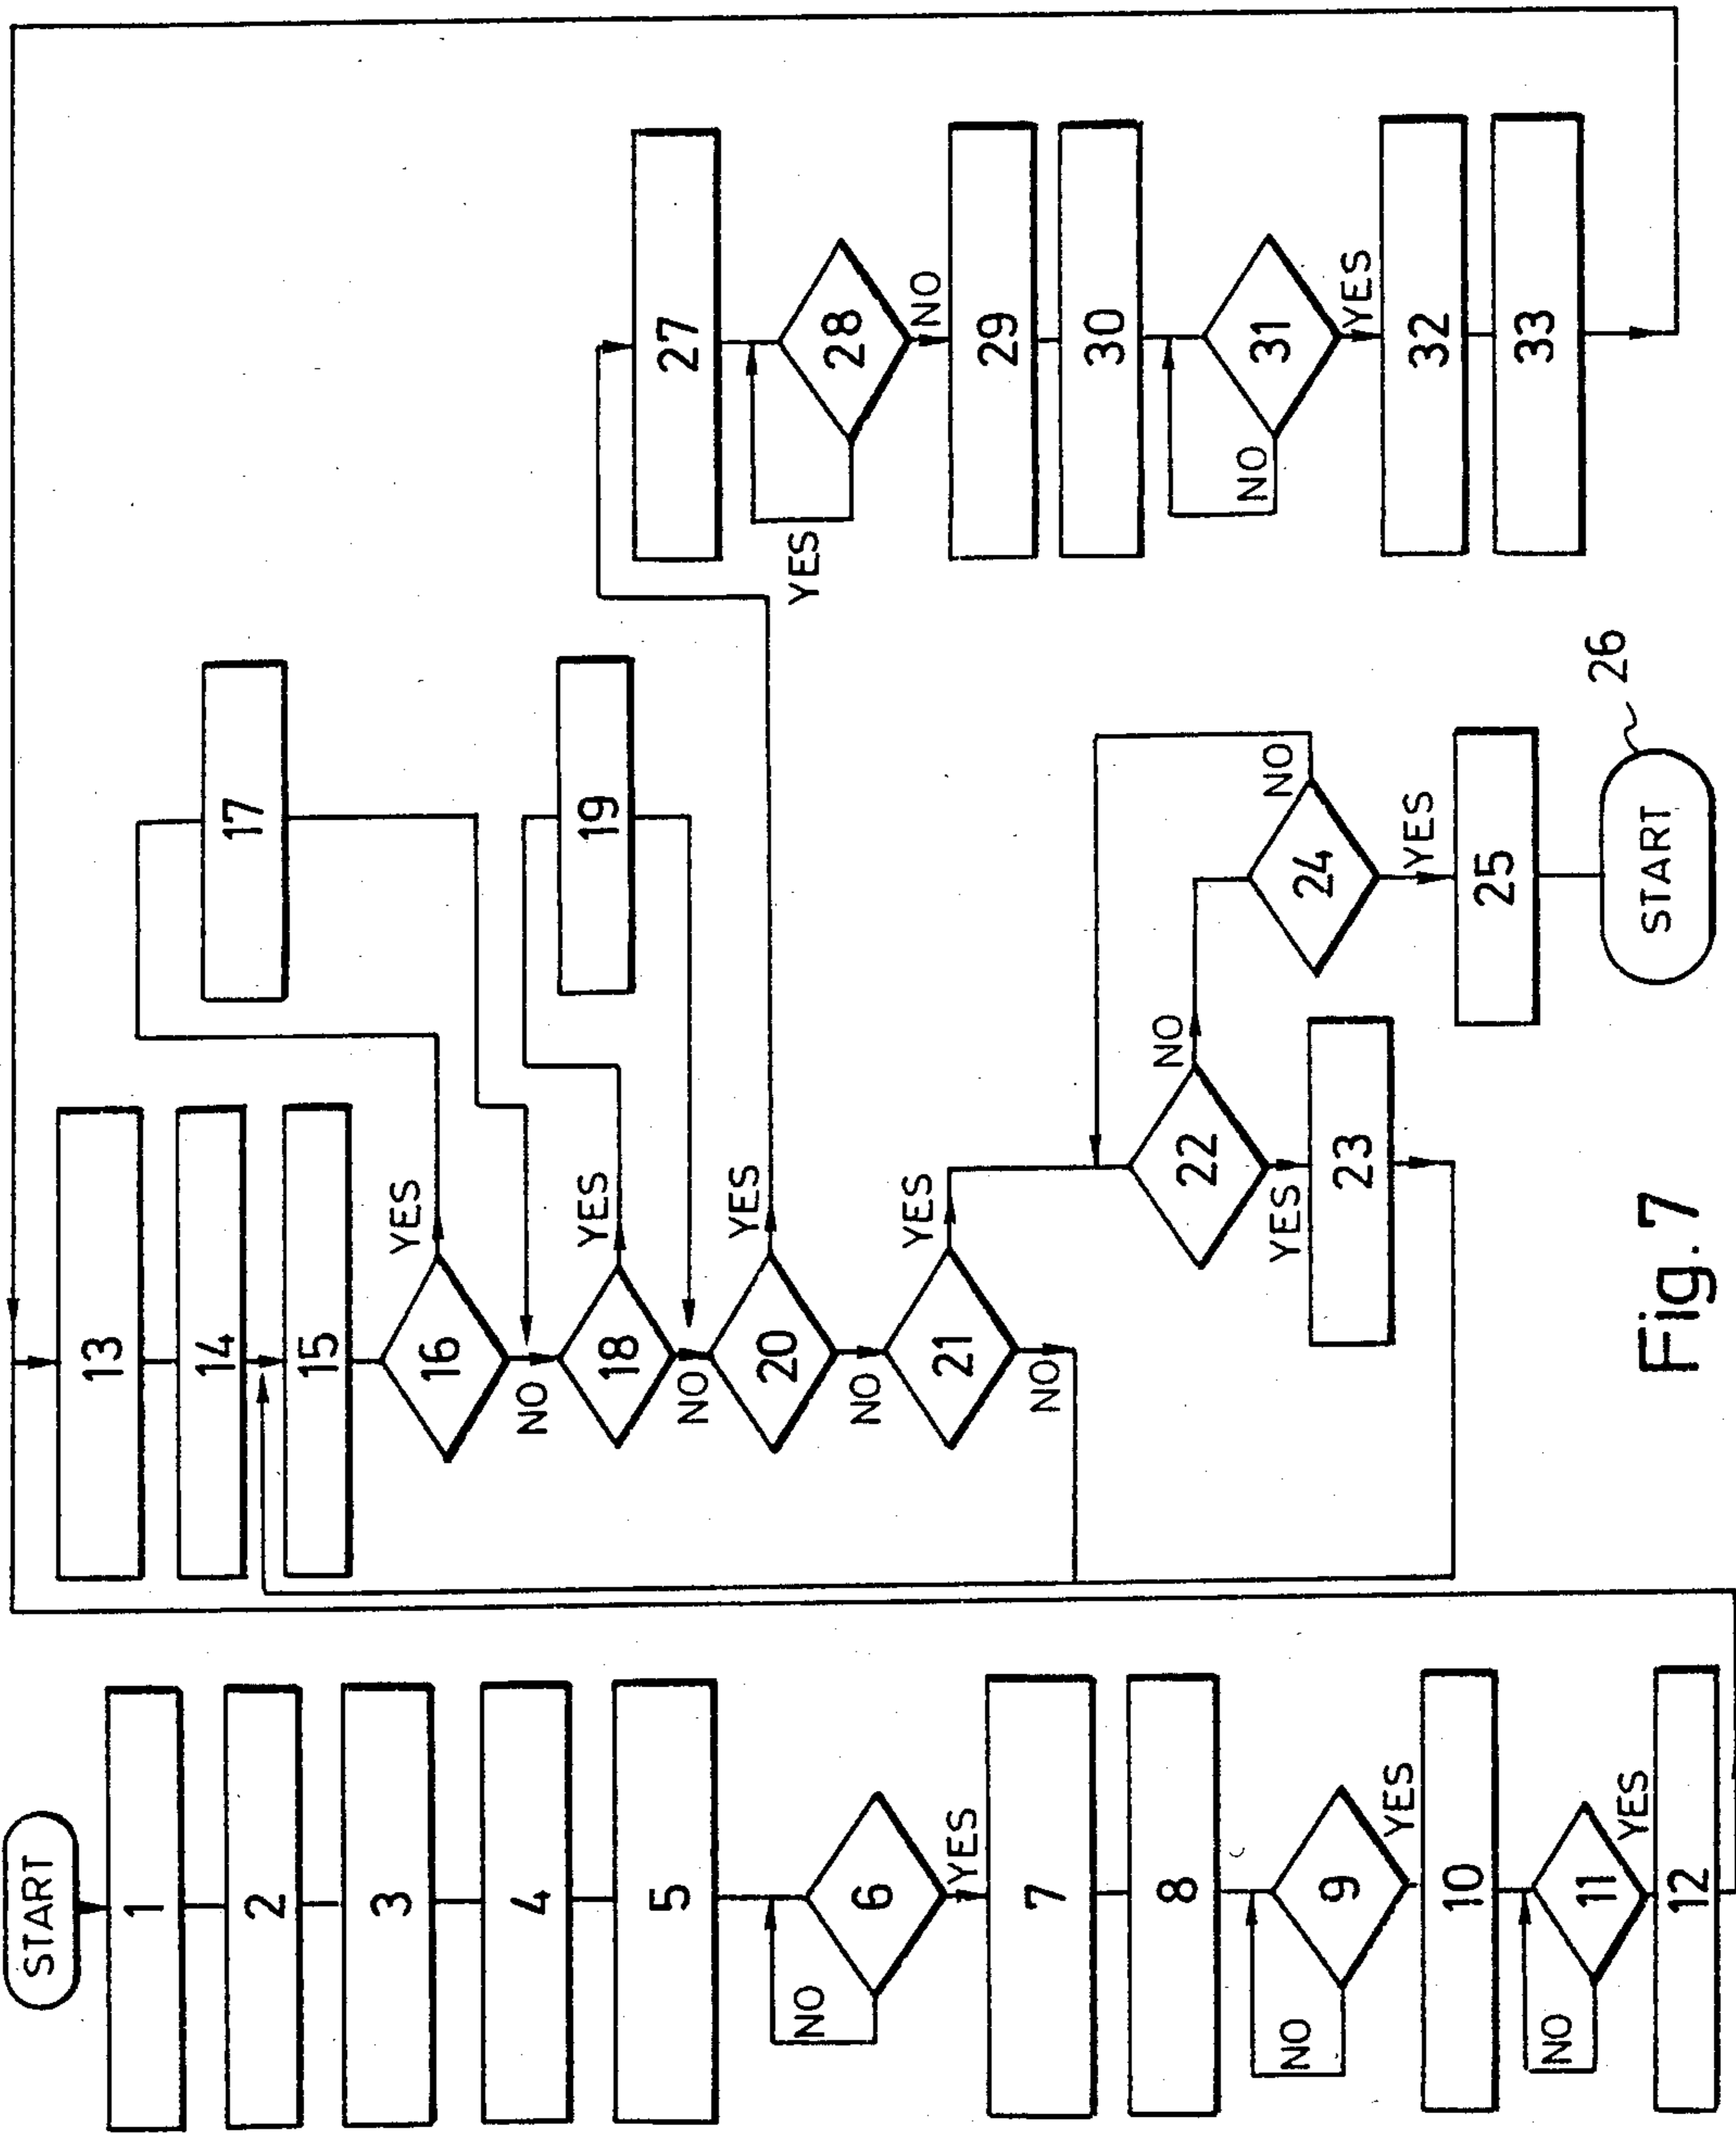 START
1
2
3
4
5
6
NO
YES
7
8
9
NO
YES
10
11
NO
YES
12
13
14
15
16
YES
NO
17
18
YES
NO
19
20
YES
NO
21
YES
NO
22
NO
YES
23
24
NO
YES
25
START
26
27
28
YES
NO
29
30
31
NO
YES
32
33
Fig. 7